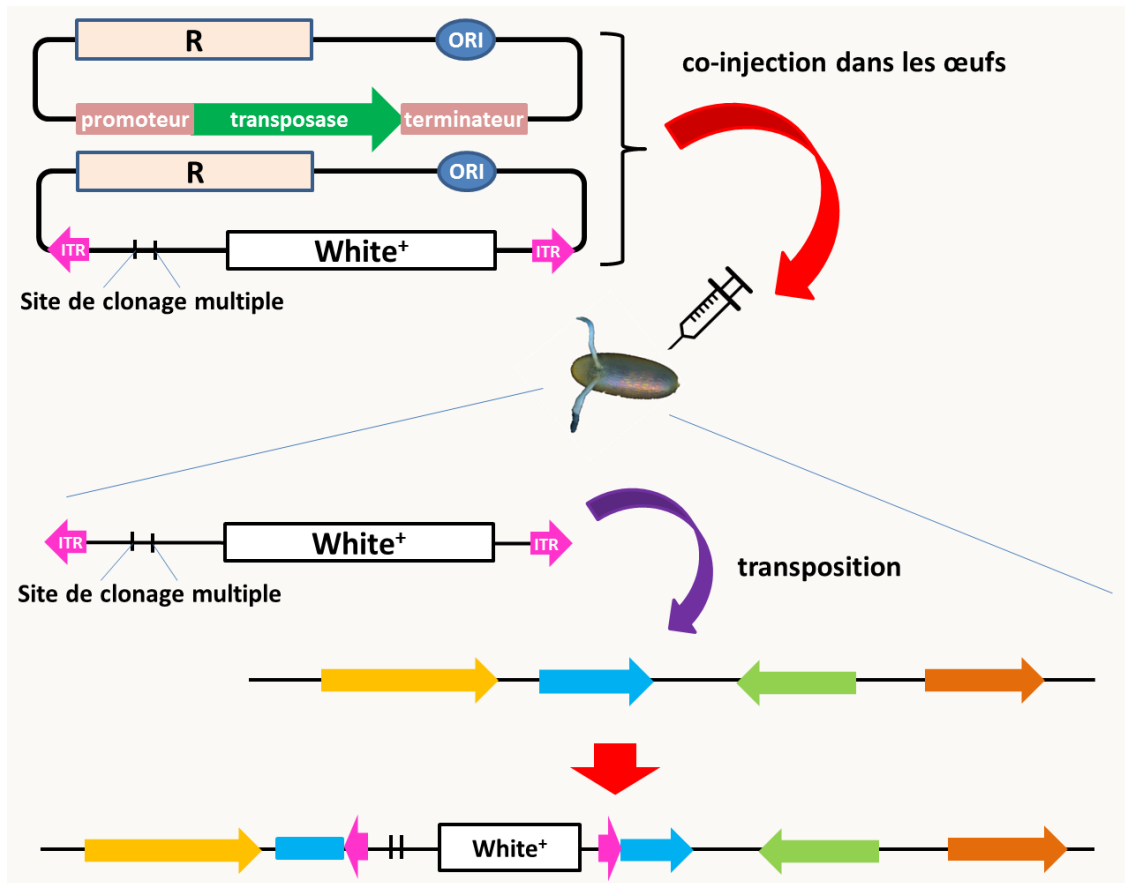 R
ORI
co-injection dans les œufs
promoteur
transposase
terminateur
R
ORI
ITR
White⁺
ITR
Site de clonage multiple
ITR
White⁺
ITR
Site de clonage multiple
transposition
White⁺